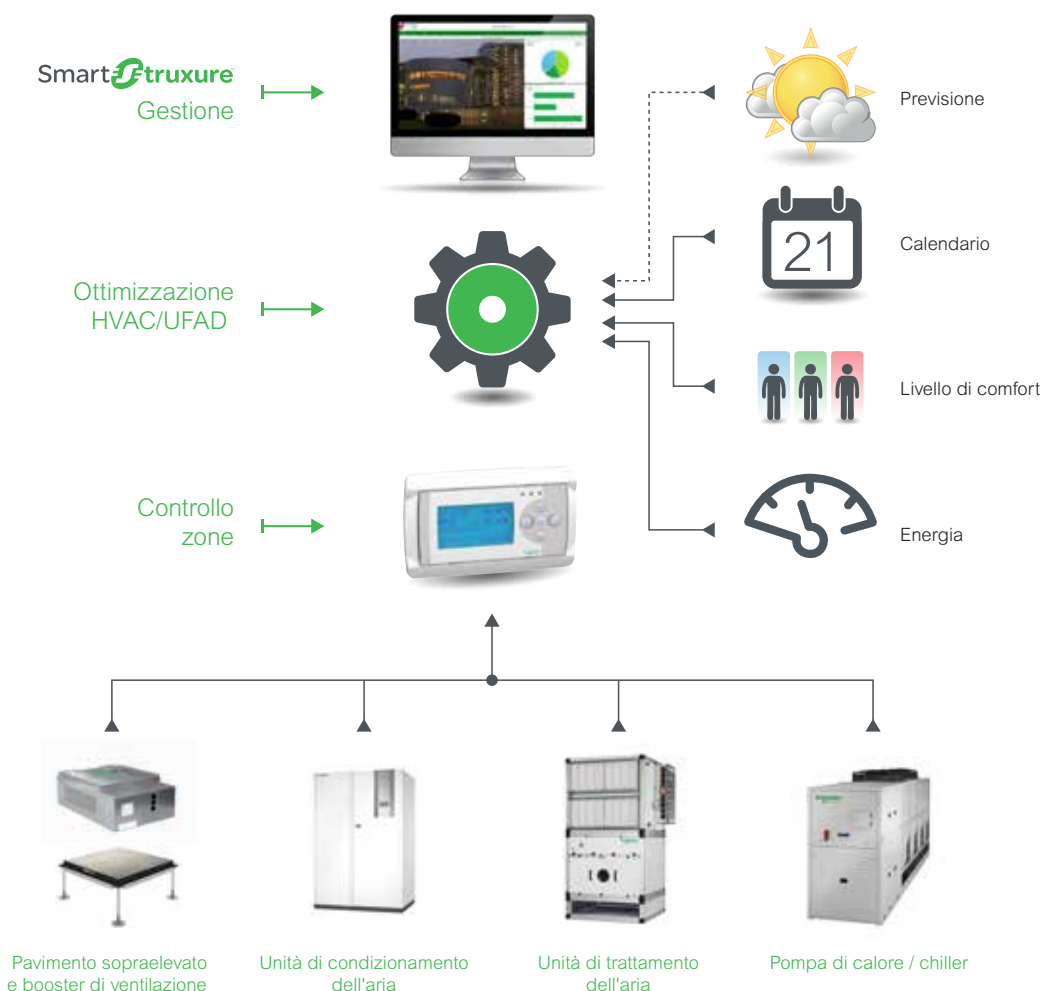 SmartStruxure
Gestione
Previsione
21
Calendario
Ottimizzazione
HVAC/UFAD
Livello di comfort
Controllo
zone
Energia
Pavimento sopraelevato
e booster di ventilazione
Unità di condizionamento
dell'aria
Unità di trattamento
dell'aria
Pompa di calore / chiller